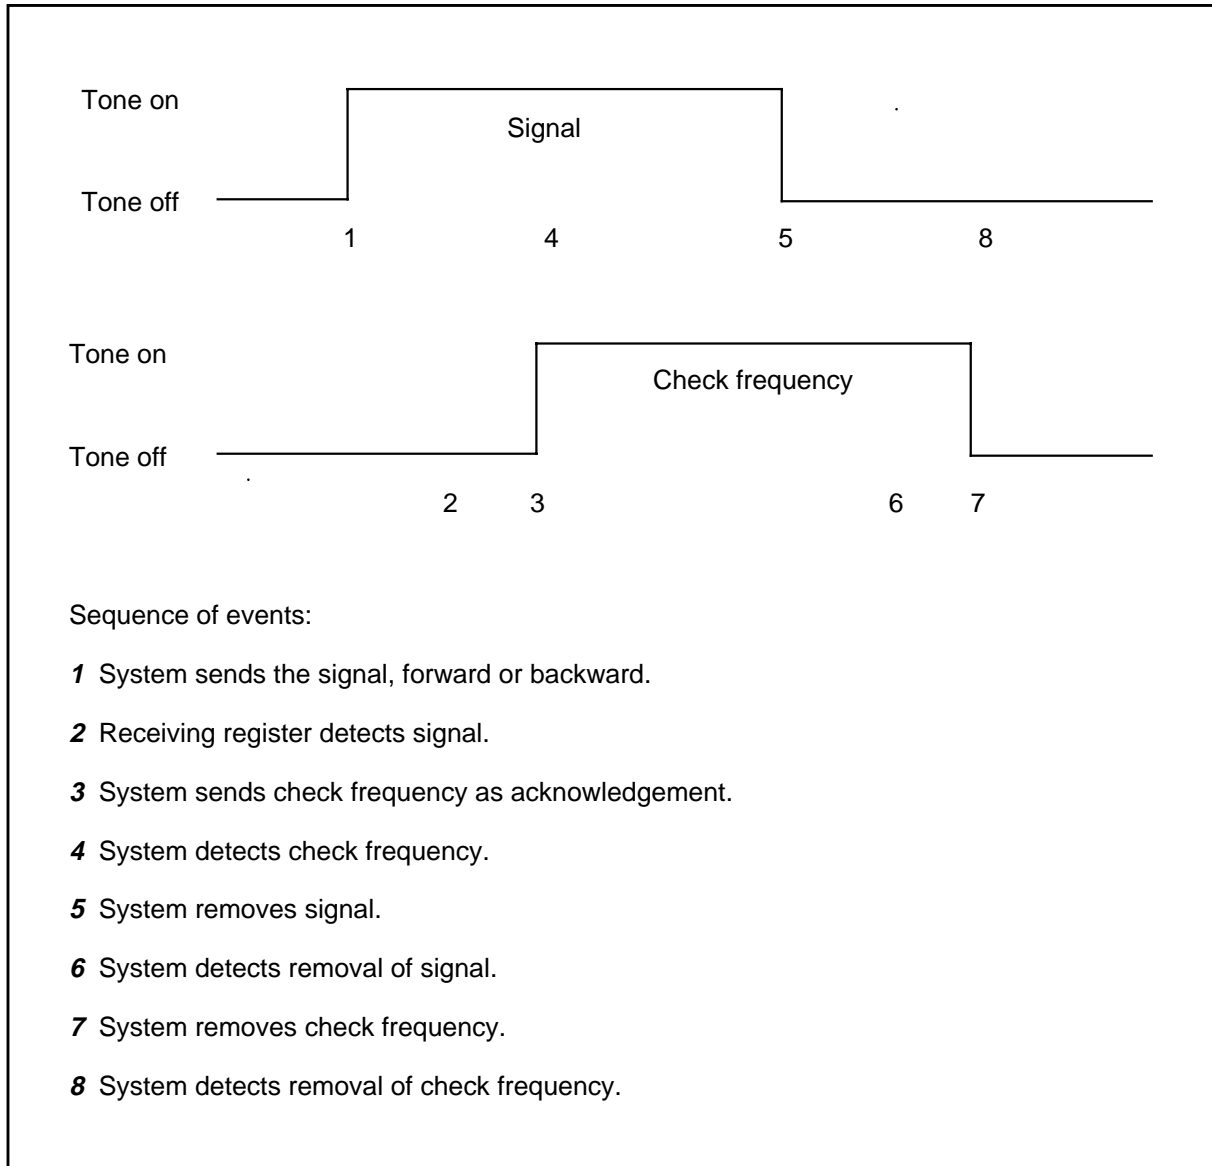 Tone on
Signal
Tone off
1 4 5 8
Tone on
Check frequency
Tone off
2 3 6 7
Sequence of events:
1 System sends the signal, forward or backward.
2 Receiving register detects signal.
3 System sends check frequency as acknowledgement.
4 System detects check frequency.
5 System removes signal.
6 System detects removal of signal.
7 System removes check frequency.
8 System detects removal of check frequency.